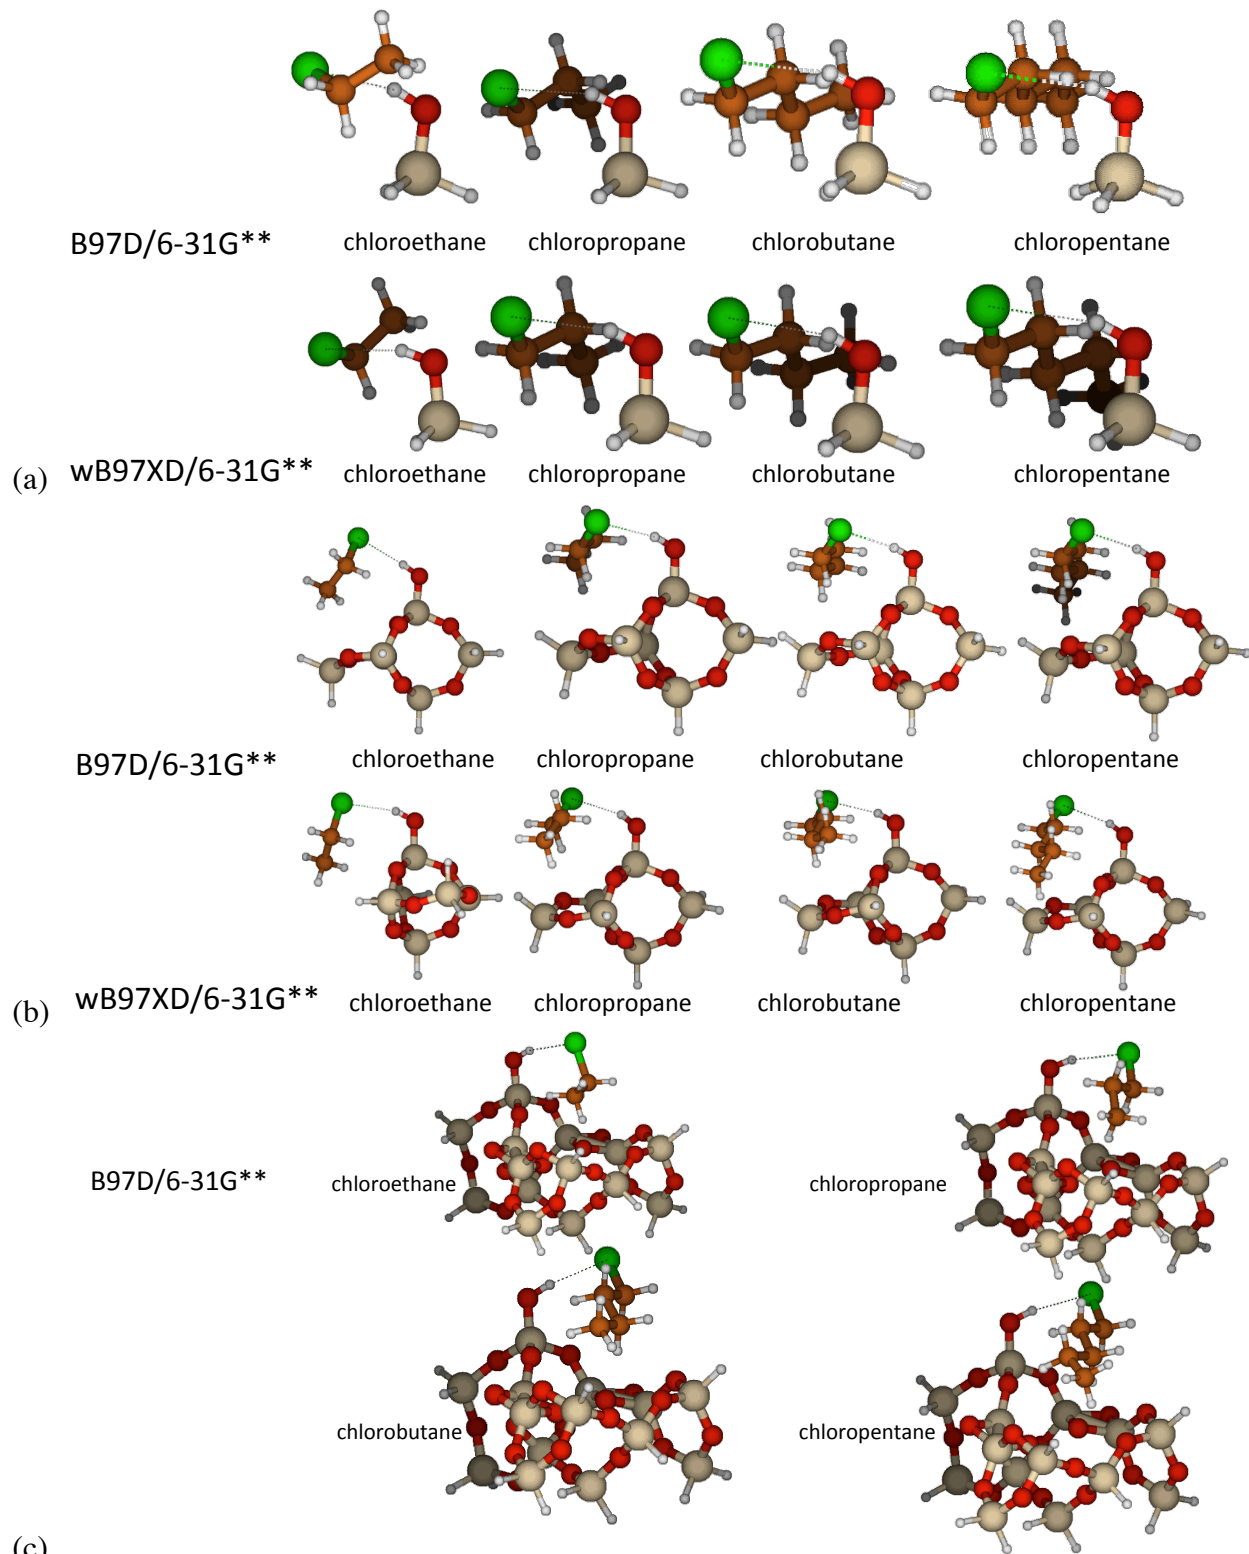 B97D/6-31G** chloroethane chloropropane chlorobutane chloropentane
(a) wB97XD/6-31G** chloroethane chloropropane chlorobutane chloropentane
B97D/6-31G** chloroethane chloropropane chlorobutane chloropentane
(b) wB97XD/6-31G** chloroethane chloropropane chlorobutane chloropentane
B97D/6-31G** chloroethane chloropropane
chlorobutane chloropentane
(c)